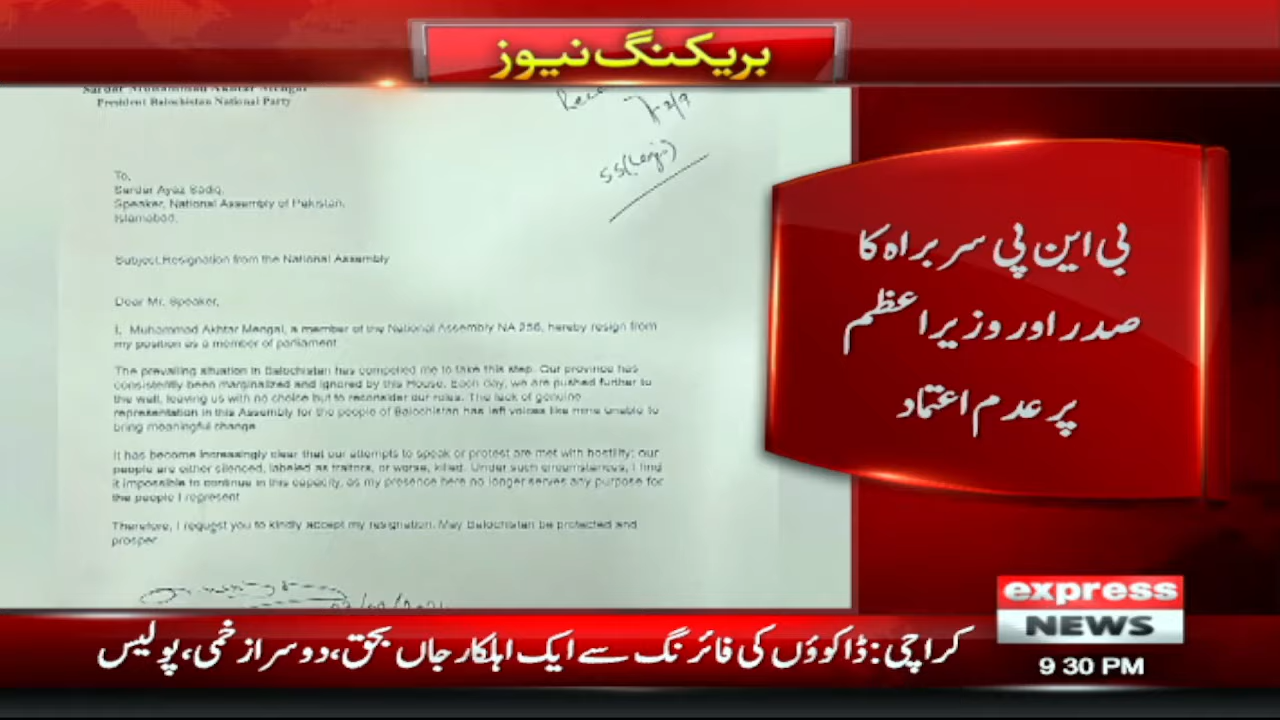 بریکنگ نیوز
Sardar Muhammad Akhtar Mengal
President Balochistan National Party
SS(Legis)
To,
Sardar Ayaz Sadiq,
Speaker, National Assembly of Pakistan,
Islamabad.
Subject:Resignation from the National Assembly
Dear Mr. Speaker,
I, Muhammad Akhtar Mengal, a member of the National Assembly NA 256, hereby resign from
my position as a member of parliament
The prevailing situation in Balochistan has compelled me to take this step. Our province has
consistently been marginalized and ignored by this House. Each day, we are pushed further to
the wall, leaving us with no choice but to reconsider our roles. The lack of genuine
representation in this Assembly for the people of Balochistan has left voices like mine unable to
bring meaningful change
It has become increasingly clear that our attempts to speak or protest are met with hostility; our
people are either silenced, labeled as traitors, or worse, killed. Under such circumstances, I find
it impossible to continue in this capacity, as my presence here no longer serves any purpose for
the people I represent
Therefore, I request you to kindly accept my resignation. May Balochistan be protected and
prosper
بی این پی سربراہ کا
صدر اور وزیراعظم
پر عدم اعتماد
express
NEWS
9 30 PM
کراچی: ڈاکوؤں کی فائرنگ سے ایک اہلکار جاں بحق، دوسرا زخمی، پولیس